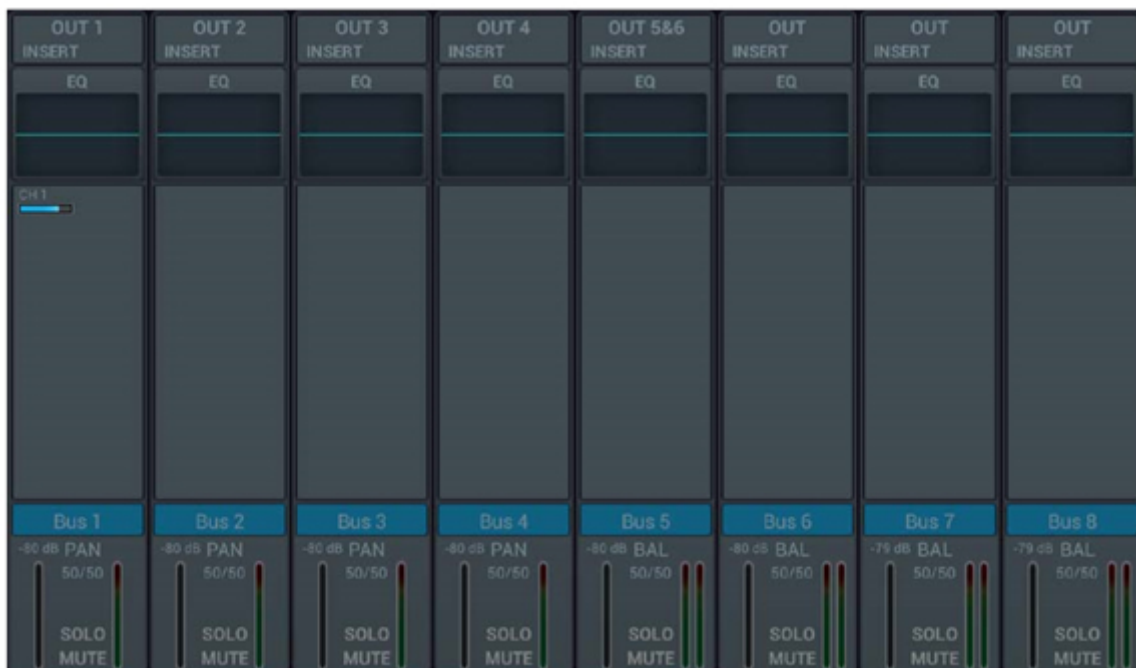 OUT 1 OUT 2 OUT 3 OUT 4 OUT 5&6 OUT OUT OUT
INSERT INSERT INSERT INSERT INSERT INSERT INSERT INSERT
EQ EQ EQ EQ EQ EQ EQ EQ
CH 1
Bus 1 Bus 2 Bus 3 Bus 4 Bus 5 Bus 6 Bus 7 Bus 8
-80 dB PAN -80 dB PAN -80 dB PAN -80 dB PAN -80 dB BAL -80 dB BAL -79 dB BAL -79 dB BAL
50/50 50/50 50/50 50/50 50/50 50/50 50/50 50/50
SOLO SOLO SOLO SOLO SOLO SOLO SOLO SOLO
MUTE MUTE MUTE MUTE MUTE MUTE MUTE MUTE